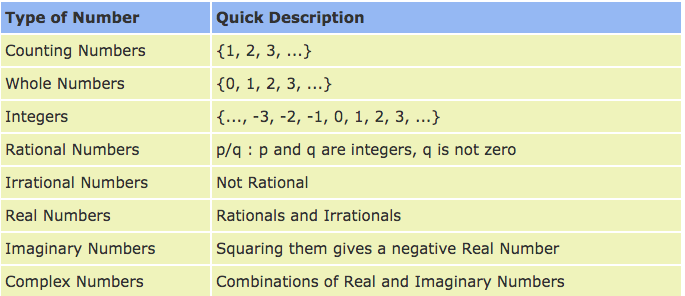 Type of Number Quick Description
Counting Numbers {1, 2, 3, ...}
Whole Numbers {0, 1, 2, 3, ...}
Integers {..., -3, -2, -1, 0, 1, 2, 3, ...}
Rational Numbers p/q : p and q are integers, q is not zero
Irrational Numbers Not Rational
Real Numbers Rationals and Irrationals
Imaginary Numbers Squaring them gives a negative Real Number
Complex Numbers Combinations of Real and Imaginary Numbers